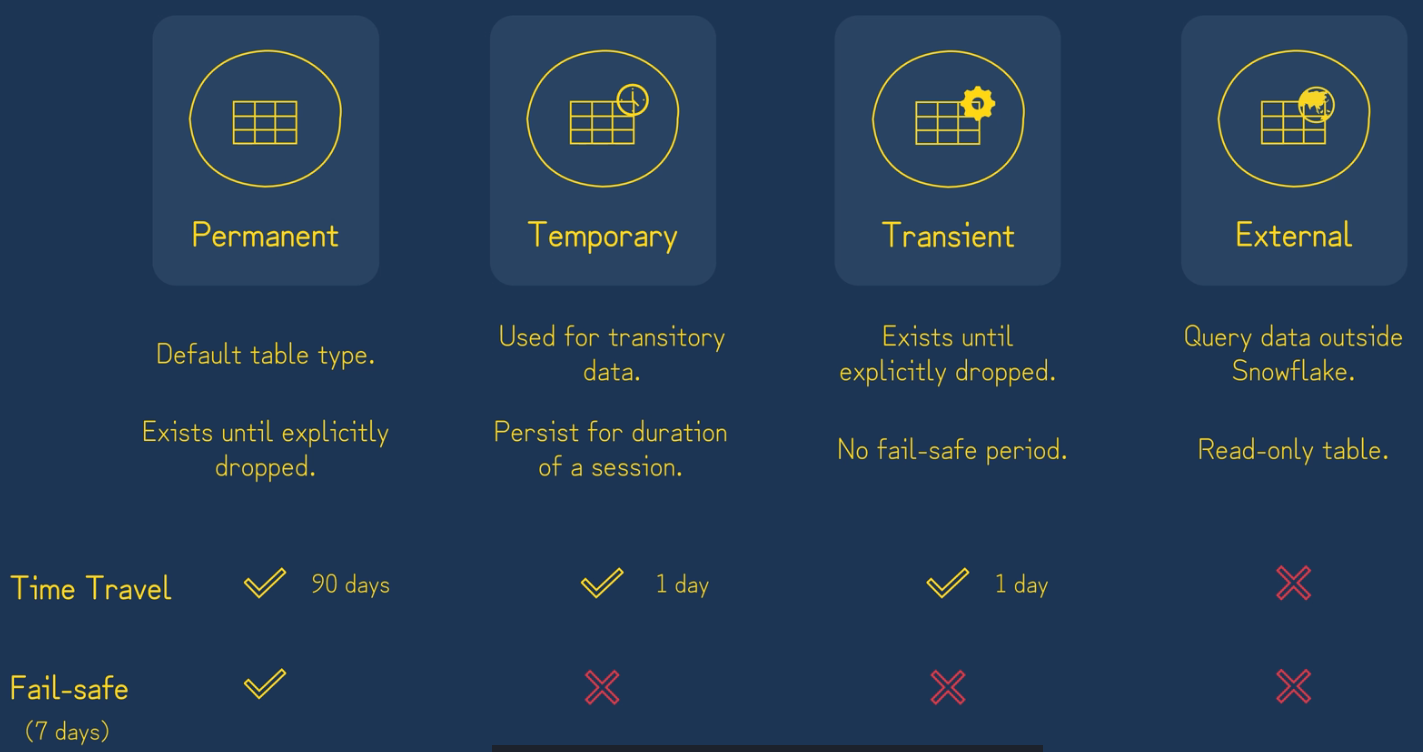 Permanent
Temporary
Transient
External
Default table type.
Exists until explicitly
dropped.
Used for transitory
data.
Persist for duration
of a session.
Exists until
explicitly dropped.
No fail-safe period.
Query data outside
Snowflake.
Read-only table.
Time Travel
90 days
1 day
1 day
Fail-safe
(7 days)